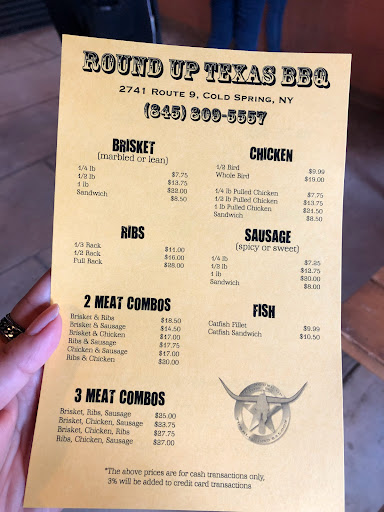 ROUND UP TEXAS BBQ
2741 ROUTE 9, COLD SPRING, NY
(845) 809-5557
BRISKET
(marbled or lean)
1/4 lb $7.75
1/2 lb $13.75
1 lb $22.00
Sandwich $8.50
CHICKEN
1/2 Bird $9.99
Whole Bird $19.00
1/4 lb Pulled Chicken $7.75
1/2 lb Pulled Chicken $13.75
1 lb Pulled Chicken $21.50
Sandwich $8.50
RIBS
1/3 Rack $11.00
1/2 Rack $16.00
Full Rack $28.00
SAUSAGE
(spicy or sweet)
1/4 lb $7.25
1/2 lb $12.75
1 lb $20.00
Sandwich $8.00
2 MEAT COMBOS
Brisket & Ribs $18.50
Brisket & Sausage $14.50
Brisket & Chicken $17.00
Ribs & Sausage $17.75
Chicken & Sausage $17.00
Ribs & Chicken $20.00
FISH
Catfish Fillet $9.99
Catfish Sandwich $10.50
3 MEAT COMBOS
Brisket, Ribs, Sausage $25.00
Brisket, Chicken, Sausage $23.75
Brisket, Chicken, Ribs $27.75
Ribs, Chicken, Sausage $27.00
*The above prices are for cash transactions only,
3% will be added to credit card transactions